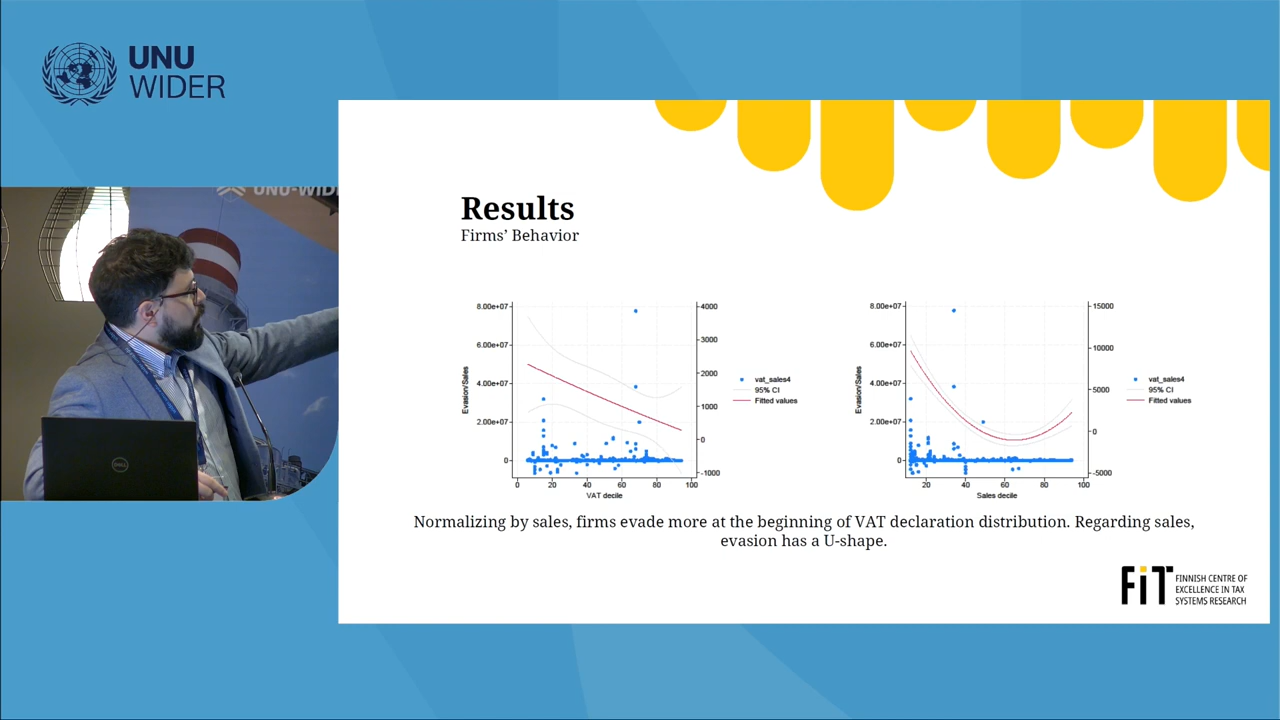 UNU
WIDER
UNU-WID
Results
Firms' Behavior
8.00e+07
6.00e+07
4.00e+07
2.00e+07
0
Evasion/Sales
4000
3000
2000
1000
0
-1000
0 20 40 60 80 100
VAT decile
vat_sales4
95% CI
Fitted values
8.00e+07
6.00e+07
4.00e+07
2.00e+07
0
Evasion/Sales
15000
10000
5000
0
-5000
20 40 60 80 100
Sales decile
vat_sales4
95% CI
Fitted values
Normalizing by sales, firms evade more at the beginning of VAT declaration distribution. Regarding sales,
evasion has a U-shape.
DELL
FiT
FINNISH CENTRE OF
EXCELLENCE IN TAX
SYSTEMS RESEARCH